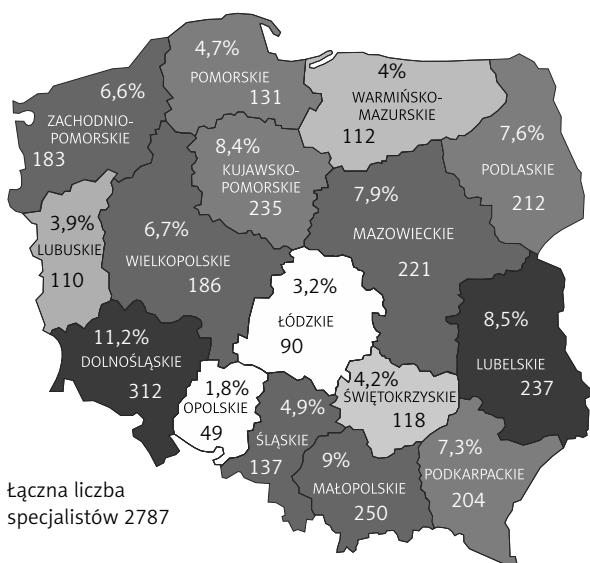 4,7%
POMORSKIE
131
4%
WARMIŃSKO-
MAZURSKIE
112
6,6%
ZACHODNIO-
POMORSKIE
183
8,4%
KUJAWSKO-
POMORSKIE
235
7,6%
PODLASKIE
212
3,9%
LUBUSKIE
110
6,7%
WIELKOPOLSKIE
186
7,9%
MAZOWIECKIE
221
3,2%
ŁÓDZKIE
90
8,5%
LUBELSKIE
237
11,2%
DOLNOŚLĄSKIE
312
1,8%
OPOLSKIE
49
4,9%
ŚLĄSKIE
137
4,2%
ŚWIĘTOKRZYSKIE
118
9%
MAŁOPOLSKIE
250
7,3%
PODKARPACKIE
204
Łączna liczba
specjalistów 2787